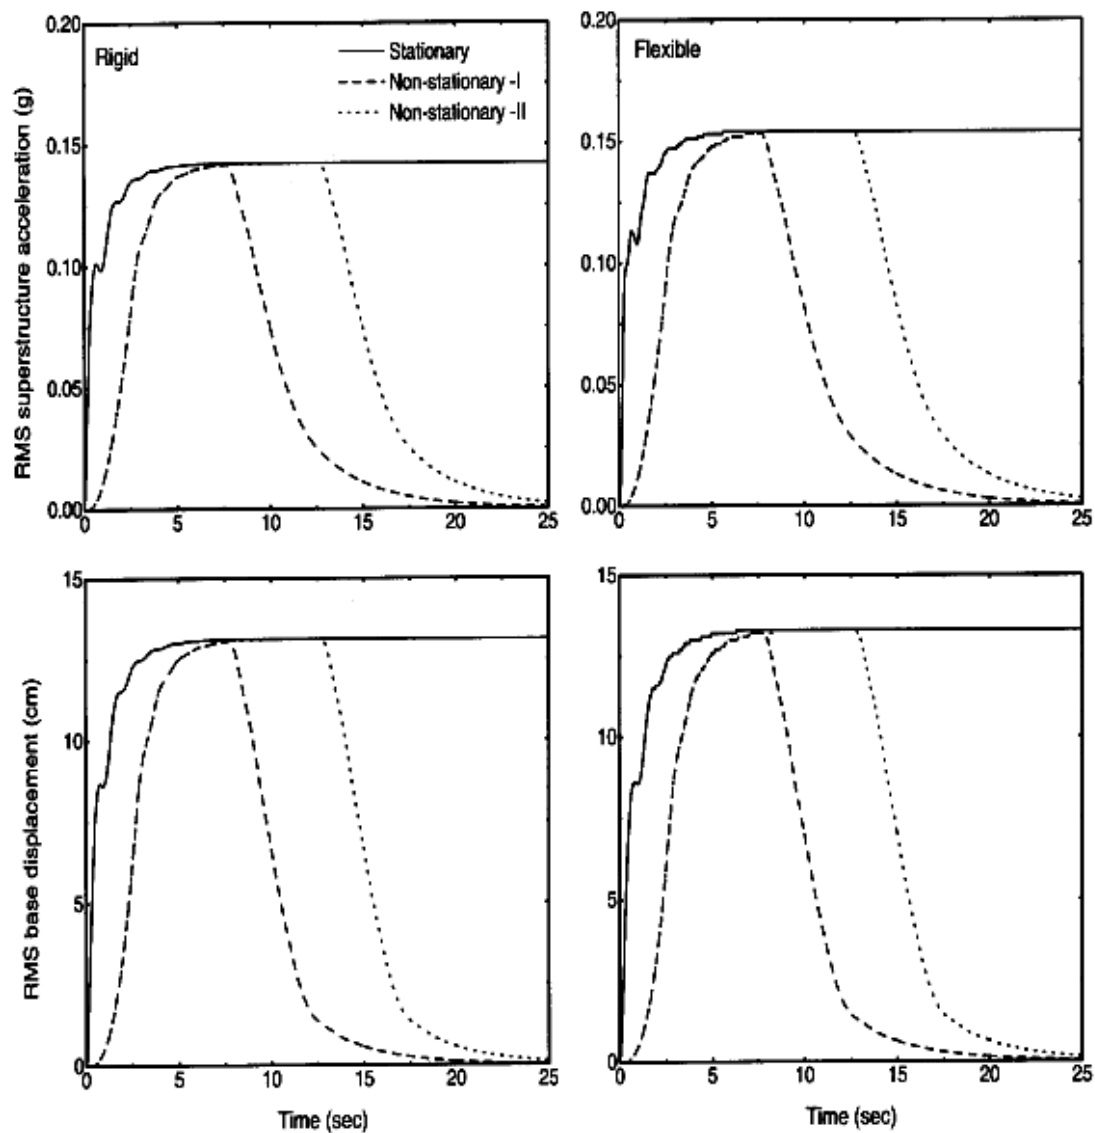 Rigid
Stationary
Non-stationary -I
Non-stationary -II
RMS superstructure acceleration (g)
0.20
0.15
0.10
0.05
0.00
0 5 10 15 20 25
Flexible
0.20
0.15
0.10
0.05
0.00
0 5 10 15 20 25
RMS base displacement (cm)
15
10
5
0
0 5 10 15 20 25
Time (sec)
15
10
5
0
0 5 10 15 20 25
Time (sec)